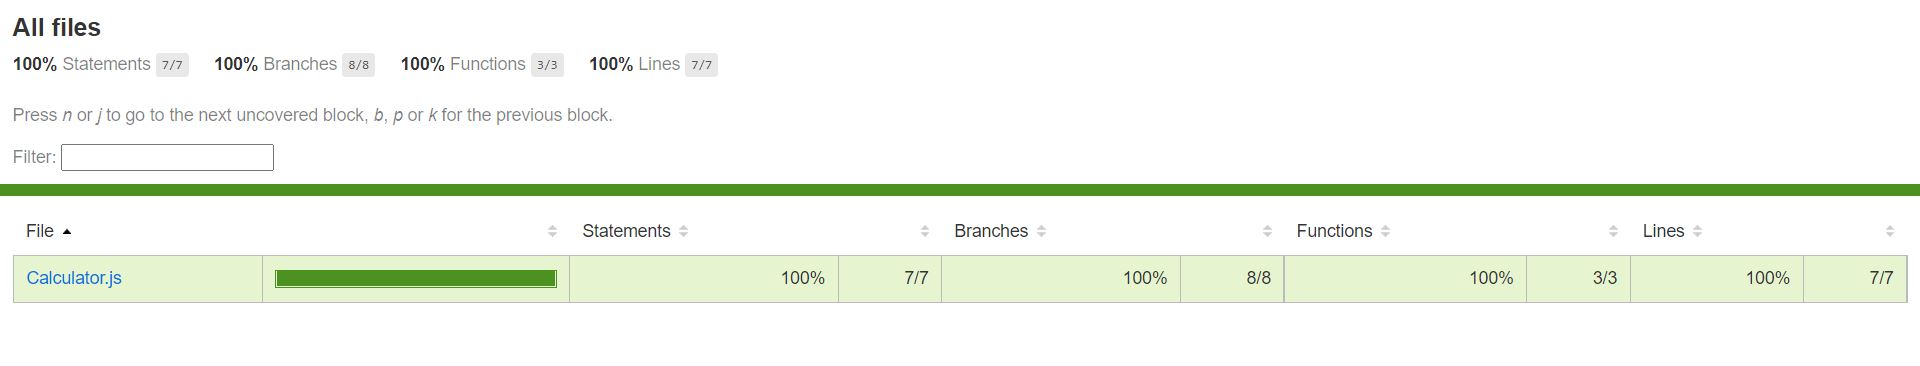 All files
100% Statements 7/7 100% Branches 8/8 100% Functions 3/3 100% Lines 7/7
Press n or j to go to the next uncovered block, b, p or k for the previous block.
Filter:
File Statements Branches Functions Lines
Calculator.js 100% 7/7 100% 8/8 100% 3/3 100% 7/7